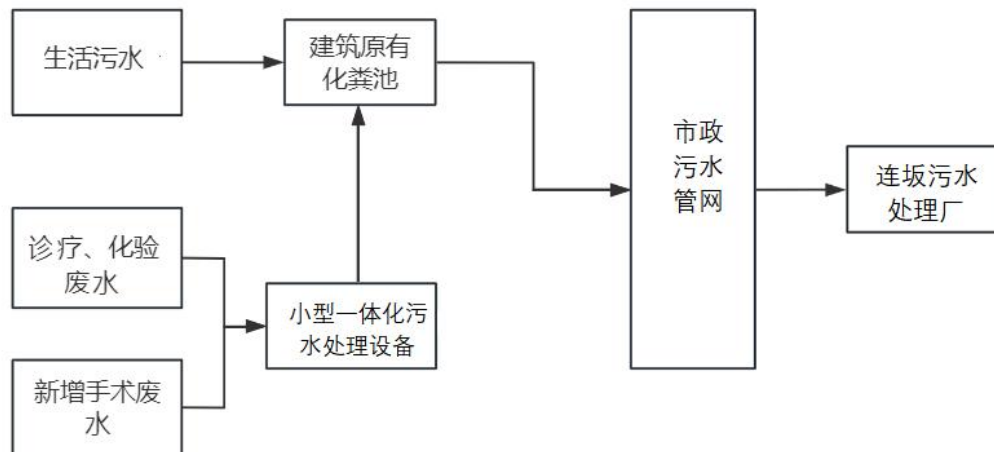 生活污水
建筑原有
化粪池
市政
污水
管网
连坂污水
处理厂
诊疗、化验
废水
小型一体化污
水处理设备
新增手术废
水